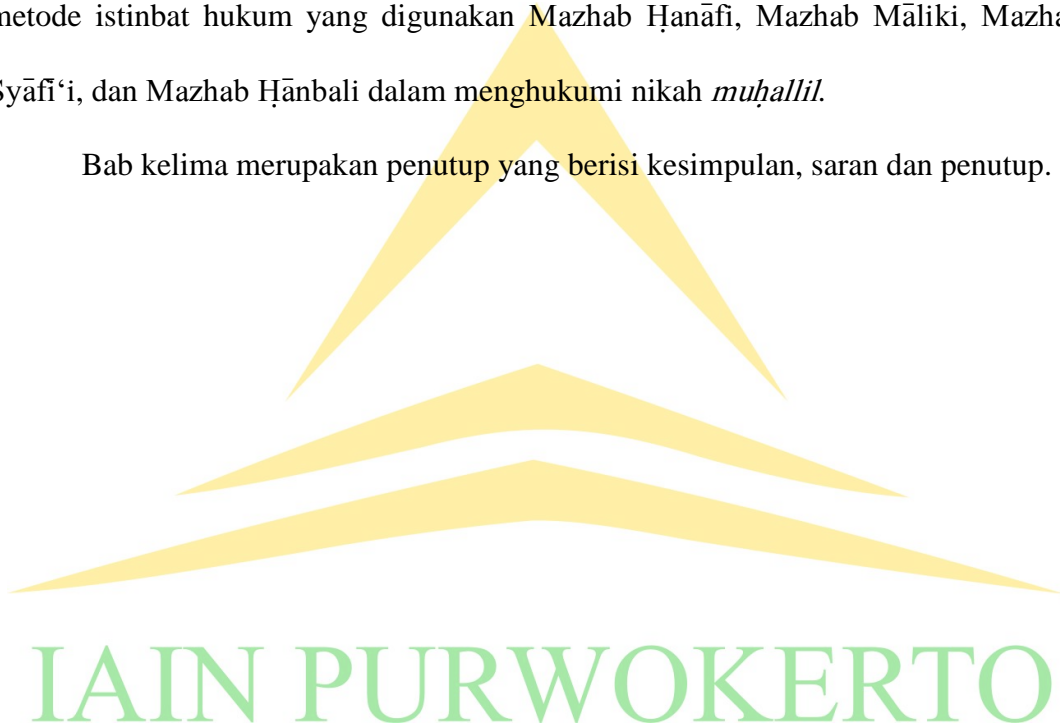 metode istinbat hukum yang digunakan Mazhab Ḥanāfi, Mazhab Māliki, Mazha
Syāfī‘i, dan Mazhab Ḥānbali dalam menghukumi nikah muḥallil.
Bab kelima merupakan penutup yang berisi kesimpulan, saran dan penutup.
IAIN PURWOKERTO